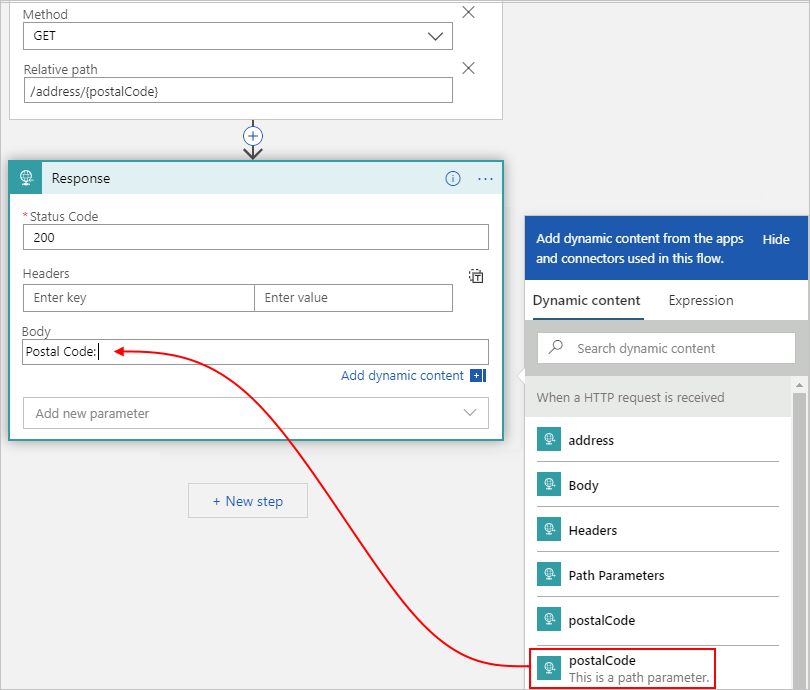 Method
GET
Relative path
/address/{postalCode}
Response
*Status Code
200
Headers
Enter key
Enter value
Body
Postal Code:
Add dynamic content
Add new parameter
+ New step
Add dynamic content from the apps
and connectors used in this flow.
Hide
Dynamic content
Expression
Search dynamic content
When a HTTP request is received
address
Body
Headers
Path Parameters
postalCode
postalCode
This is a path parameter.